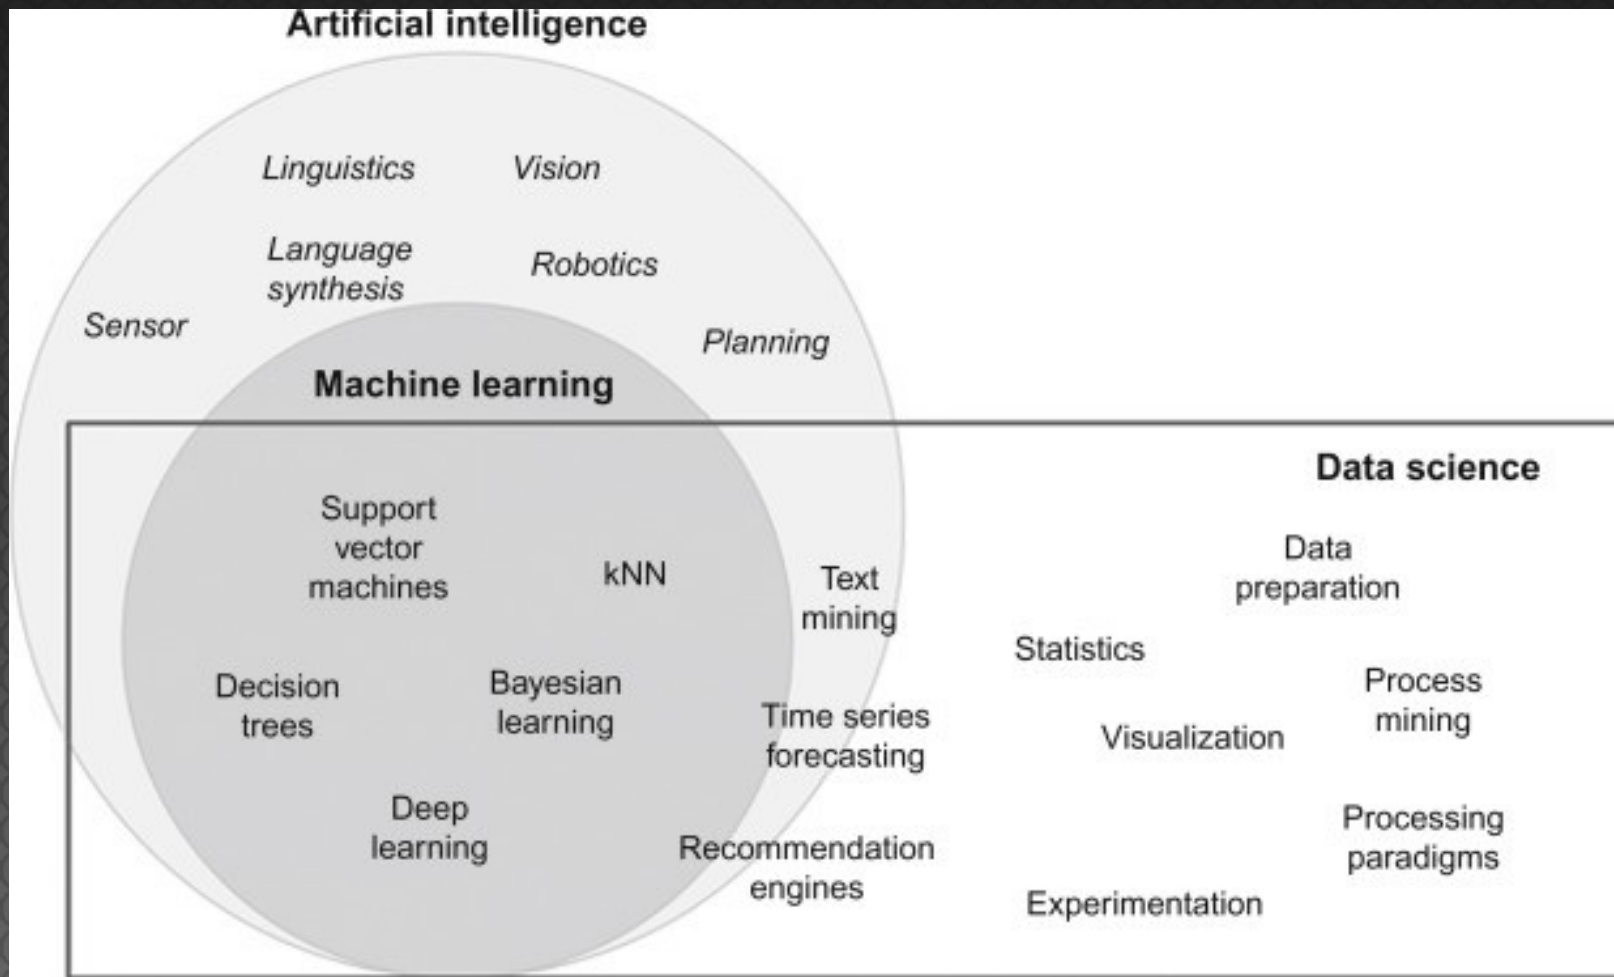 Artificial intelligence
Linguistics
Vision
Language
synthesis
Robotics
Sensor
Planning
Machine learning
Data science
Support
vector
machines
kNN
Text
mining
Data
preparation
Statistics
Decision
trees
Bayesian
learning
Time series
forecasting
Visualization
Process
mining
Deep
learning
Recommendation
engines
Processing
paradigms
Experimentation